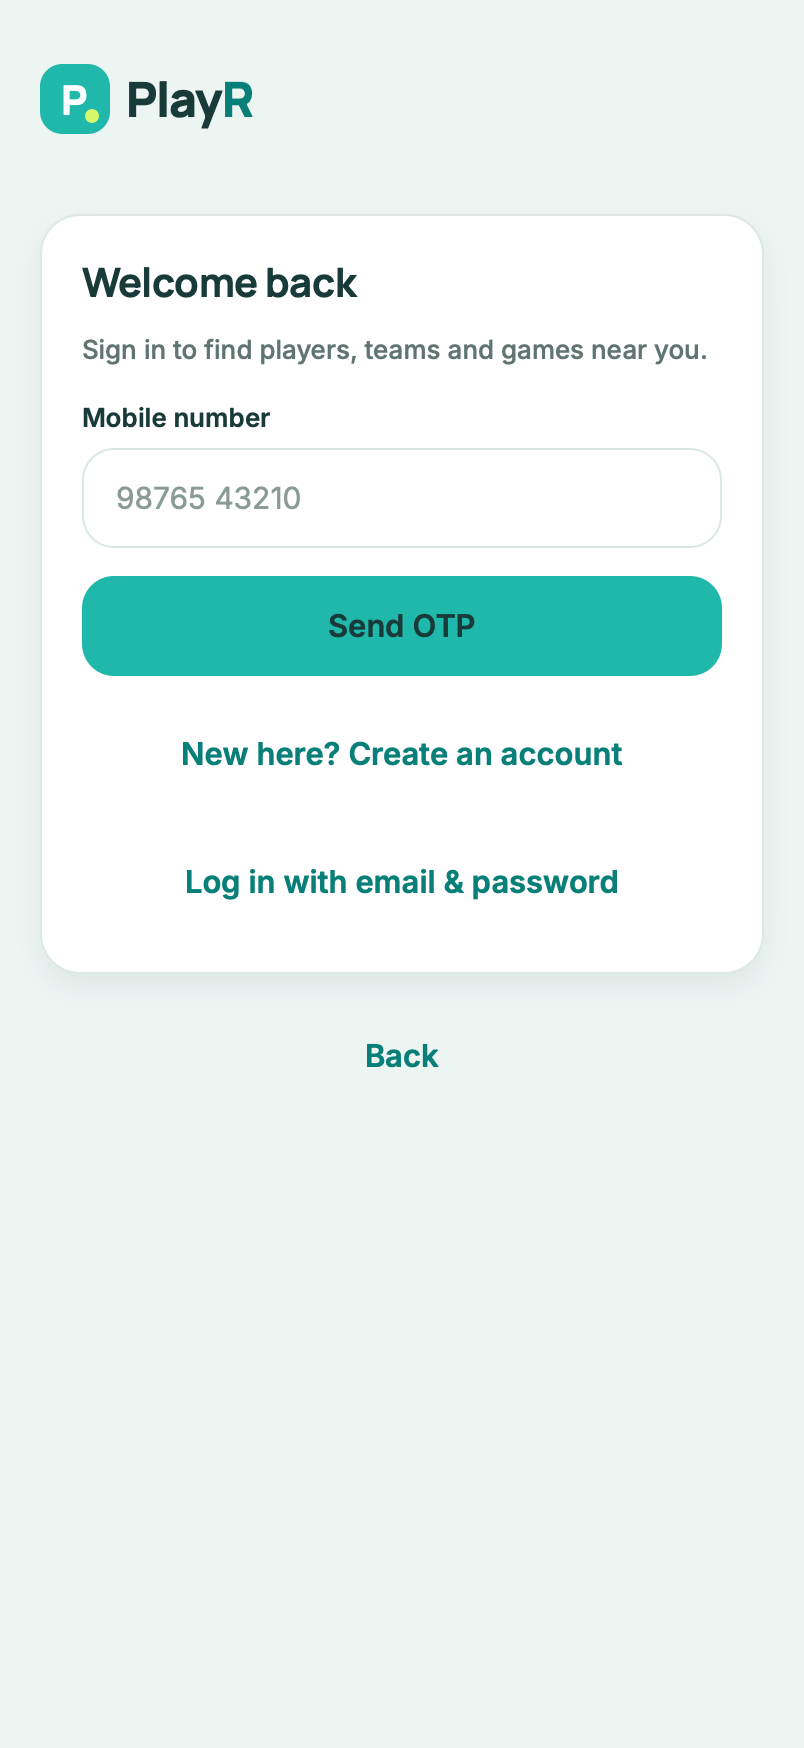 P.
PlayR
Welcome back
Sign in to find players, teams and games near you.
Mobile number
98765 43210
Send OTP
New here? Create an account
Log in with email & password
Back